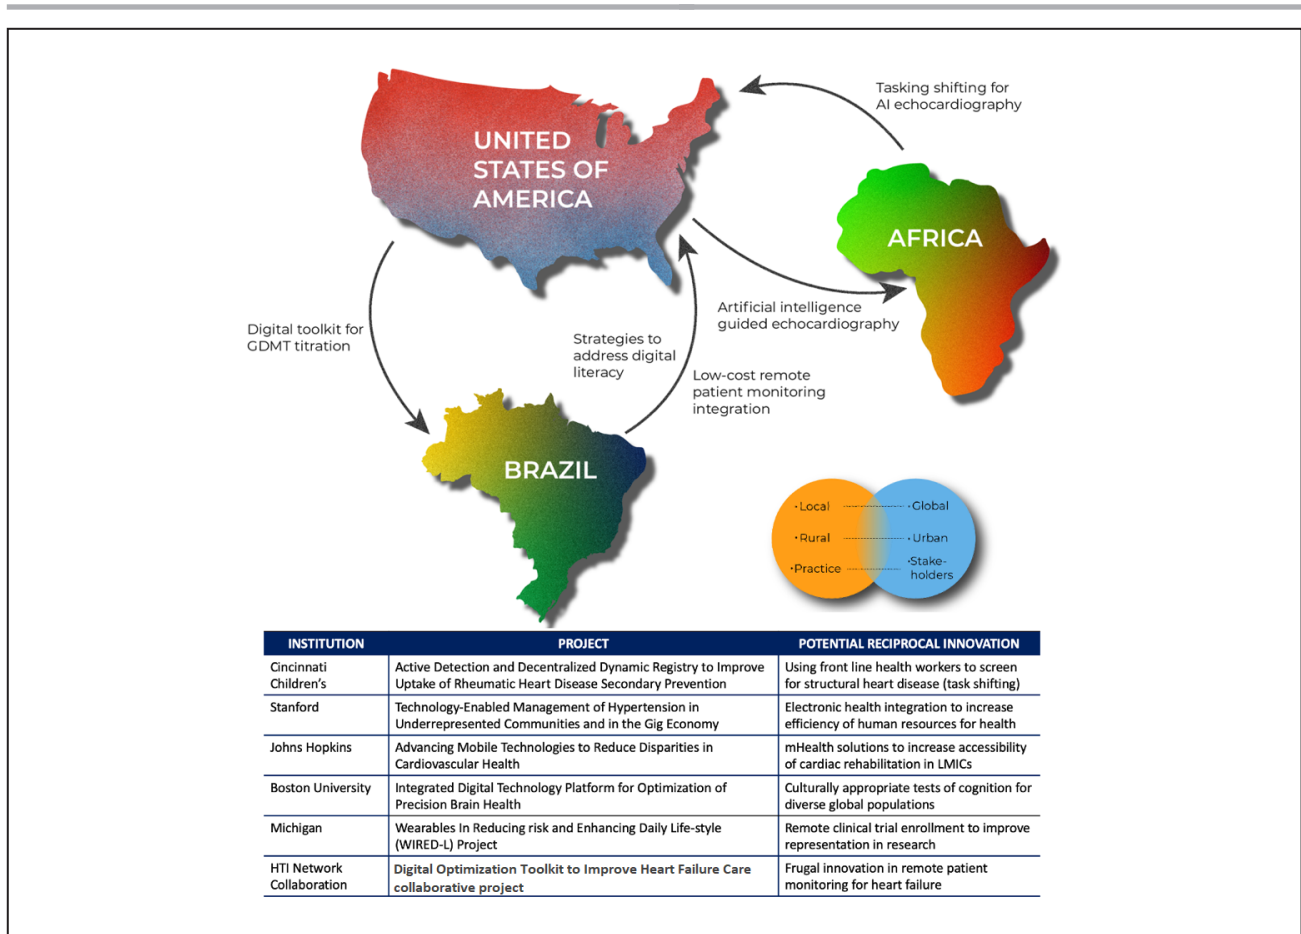 Tasking shifting for
AI echocardiography
UNITED
STATES OF
AMERICA
AFRICA
Artificial intelligence
guided echocardiography
Digital toolkit for
GDMT titration
Strategies to
address digital
literacy
Low-cost remote
patient monitoring
integration
BRAZIL
•Local
•Global
•Rural
•Urban
•Practice
•Stake-
holders
INSTITUTION PROJECT POTENTIAL RECIPROCAL INNOVATION
Cincinnati Active Detection and Decentralized Dynamic Registry to Improve Using front line health workers to screen
Children's Uptake of Rheumatic Heart Disease Secondary Prevention for structural heart disease (task shifting)
Stanford Technology-Enabled Management of Hypertension in Electronic health integration to increase
Underrepresented Communities and in the Gig Economy efficiency of human resources for health
Johns Hopkins Advancing Mobile Technologies to Reduce Disparities in mHealth solutions to increase accessibility
Cardiovascular Health of cardiac rehabilitation in LMICs
Boston University Integrated Digital Technology Platform for Optimization of Culturally appropriate tests of cognition for
Precision Brain Health diverse global populations
Michigan Wearables In Reducing risk and Enhancing Daily Life-style Remote clinical trial enrollment to improve
(WIRED-L) Project representation in research
HTI Network Digital Optimization Toolkit to Improve Heart Failure Care Frugal innovation in remote patient
Collaboration collaborative project monitoring for heart failure